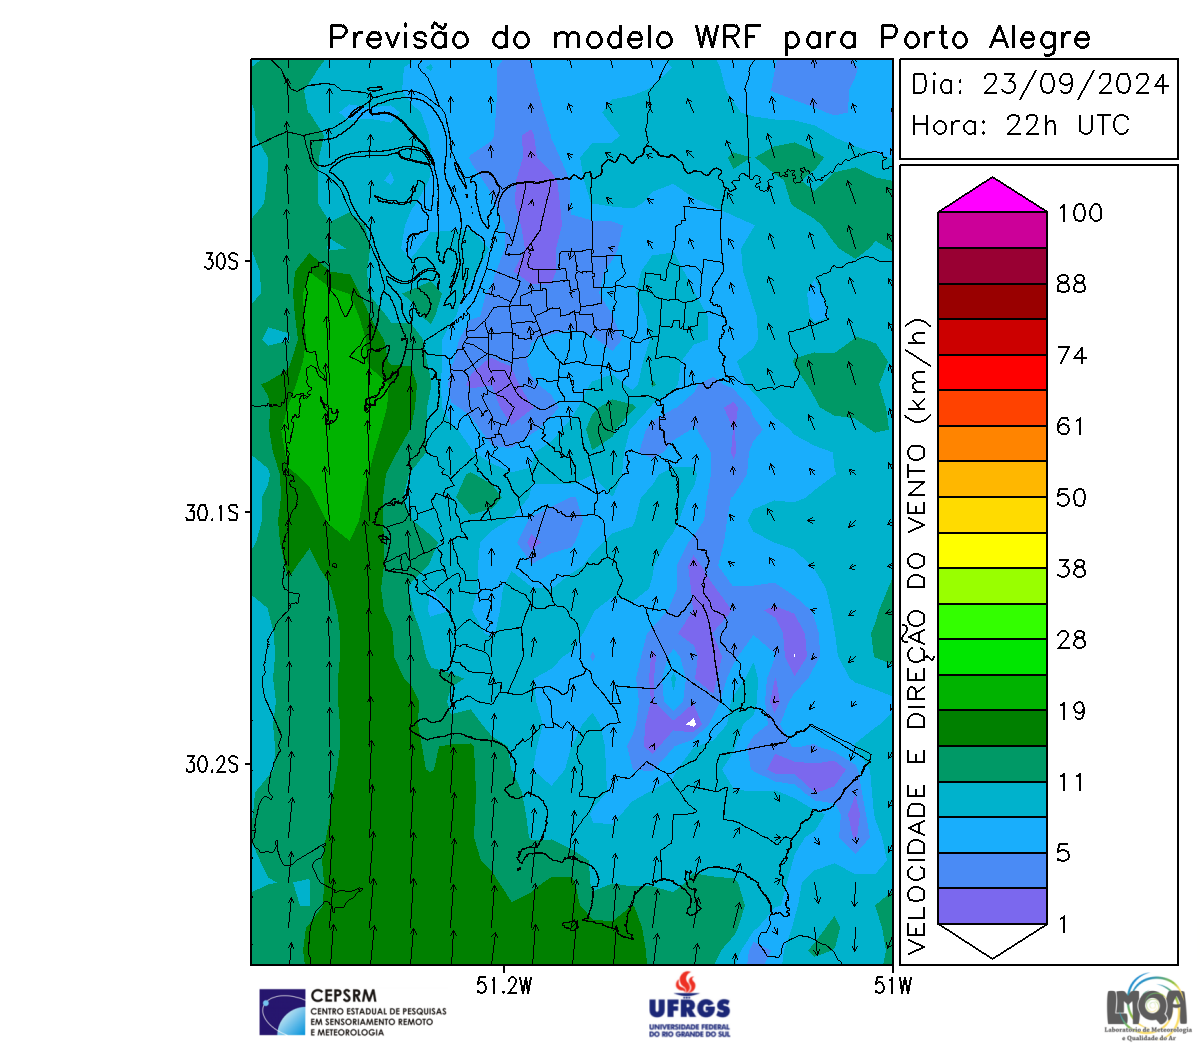 Previsão do modelo WRF para Porto Alegre
Dia: 23/09/2024
Hora: 22h UTC
VELOCIDADE E DIREÇÃO DO VENTO (km/h)
100
88
74
61
50
38
28
19
11
5
1
30S
30.1S
30.2S
51.2W
51W
CEPSRM
CENTRO ESTADUAL DE PESQUISAS
EM SENSORIAMENTO REMOTO
E METEOROLOGIA
UFRGS
UNIVERSIDADE FEDERAL
DO RIO GRANDE DO SUL
LMQA
Laboratório de Meteorologia
e Qualidade do Ar